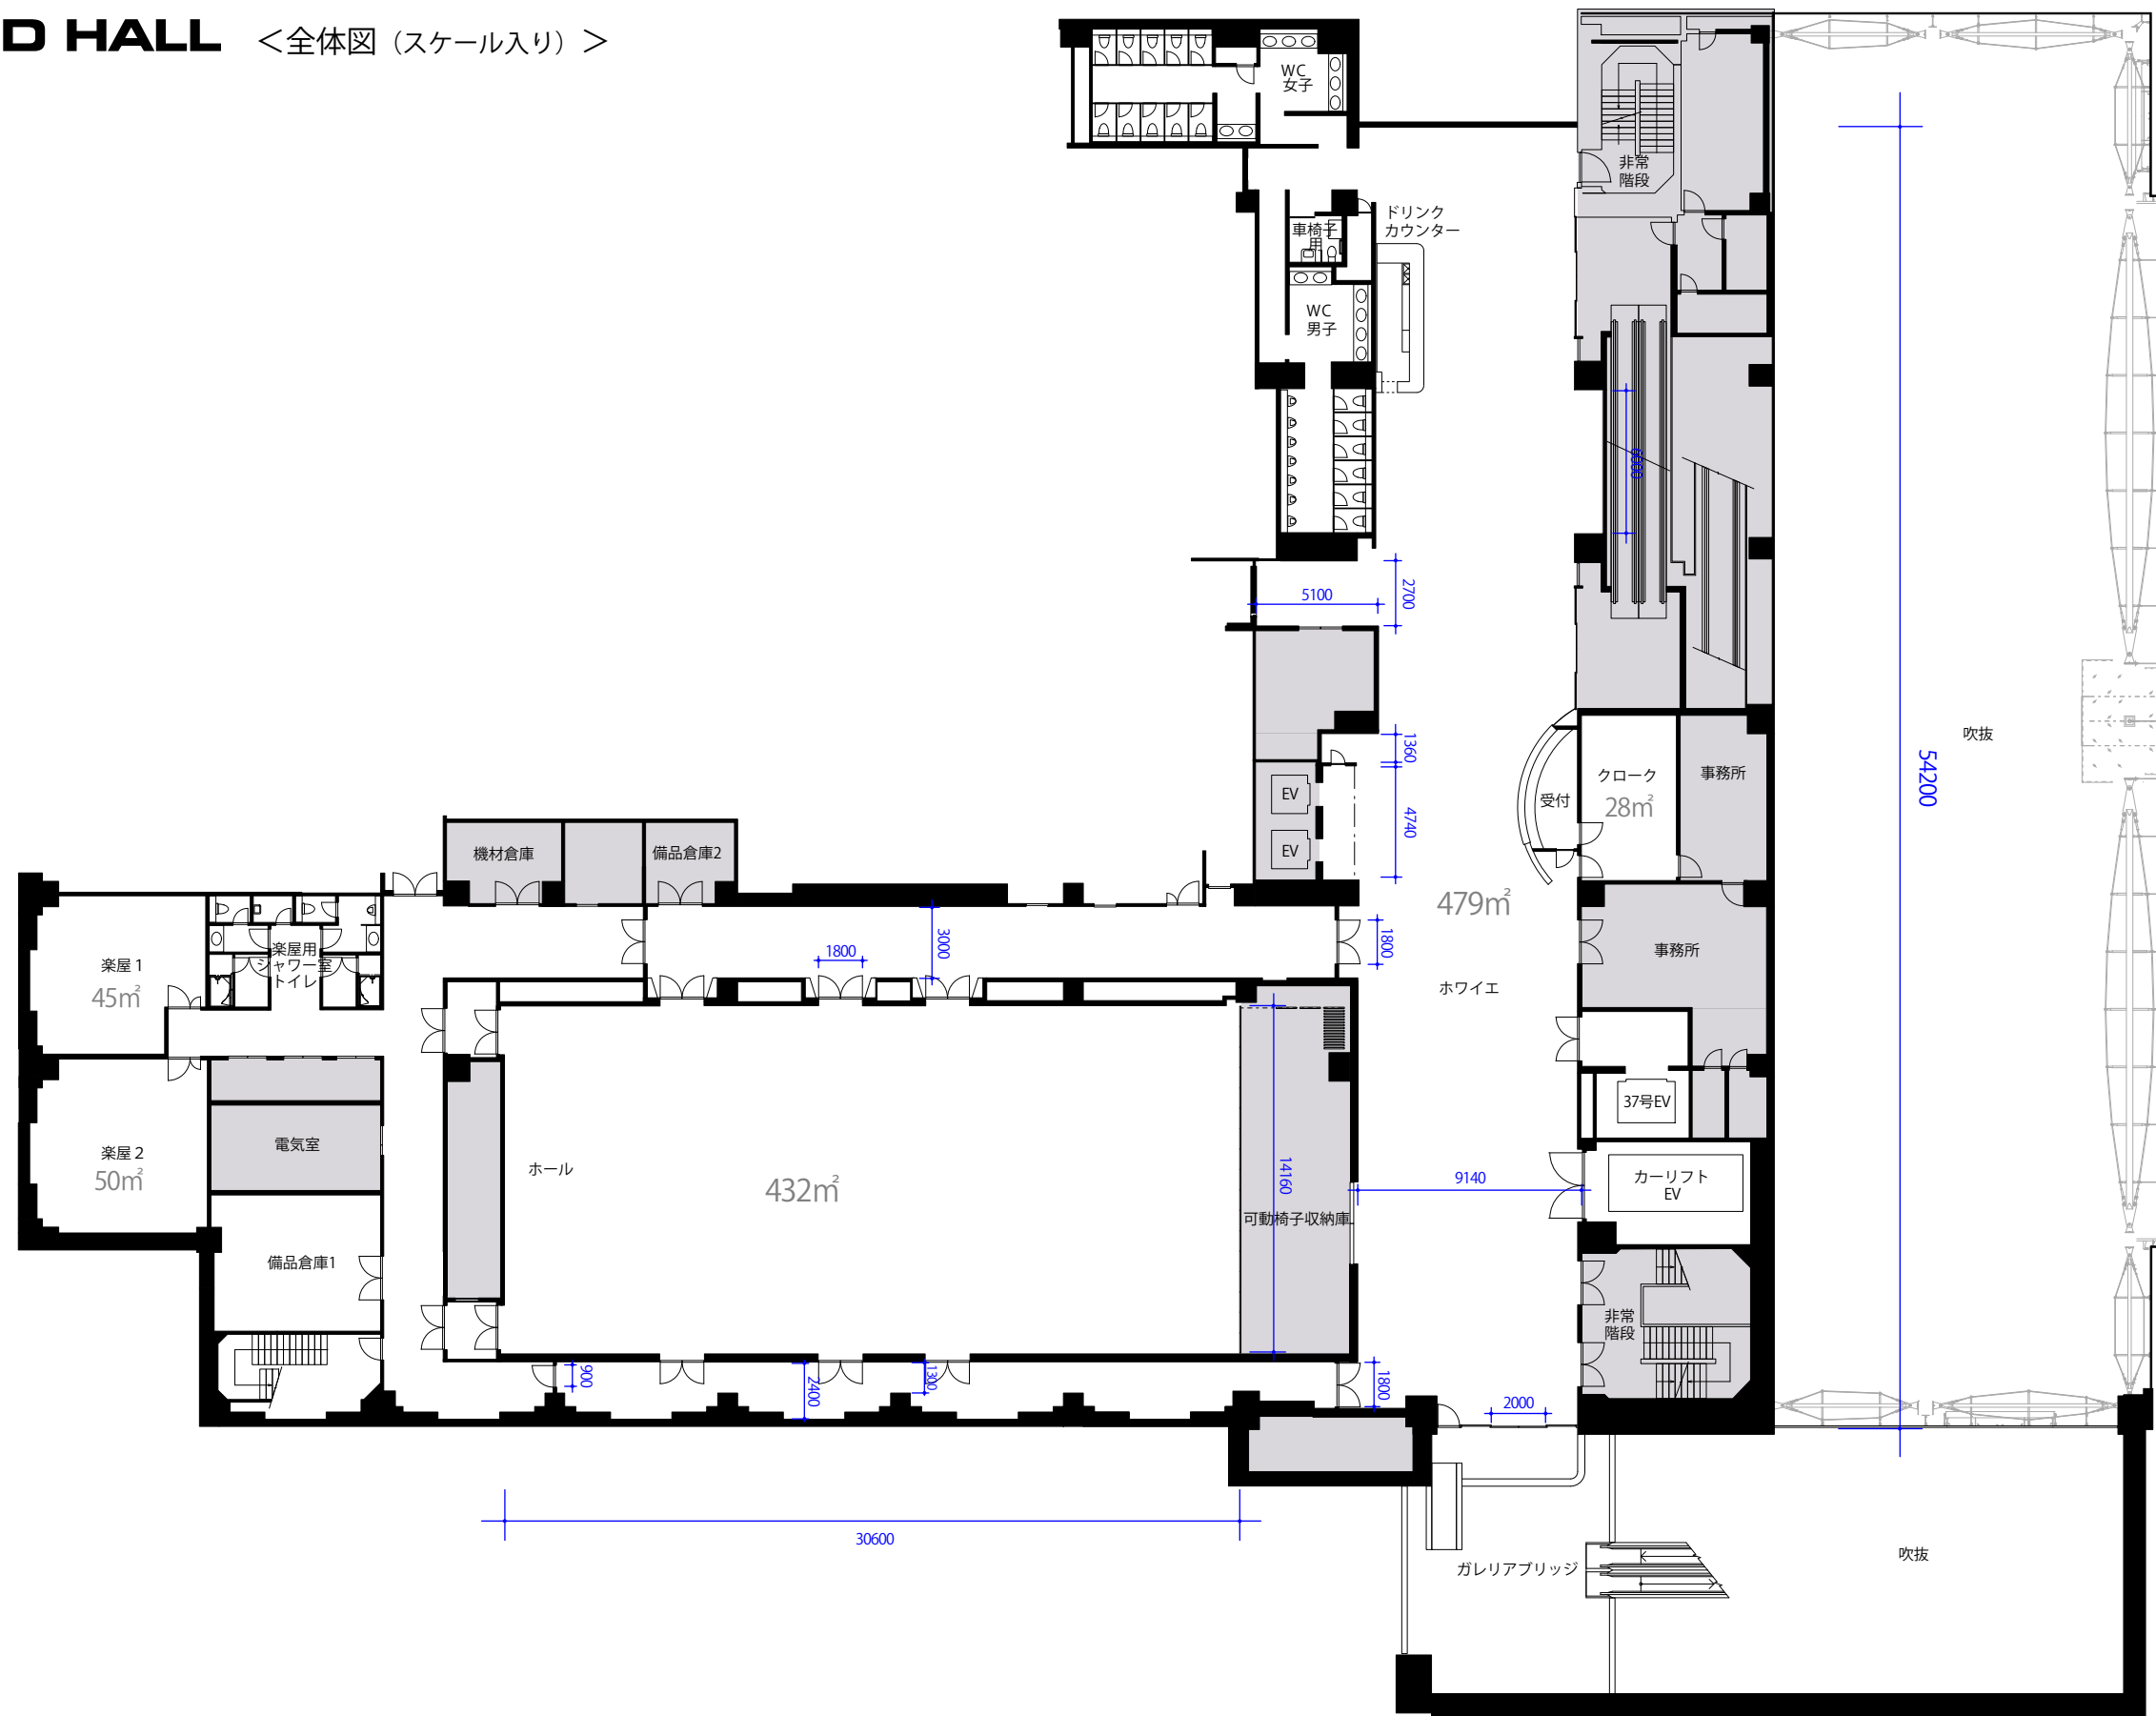 D HALL ＜全体図（スケール入り）＞
WC
女子
非常
階段
ドリンク
カウンター
車椅子
用
WC
男子
6000
5100
2700
1360
4740
EV
EV
受付
クローク
28㎡
事務所
吹抜
54200
機材倉庫
備品倉庫2
479㎡
ホワイエ
1800
3000
1800
事務所
楽屋1
45㎡
楽屋用
シャワー室
トイレ
楽屋2
50㎡
電気室
備品倉庫1
ホール
432㎡
14160
可動椅子収納庫
9140
37号EV
カーリフト
EV
非常
階段
900
2400
1300
1800
2000
30600
ガレリアブリッジ
吹抜